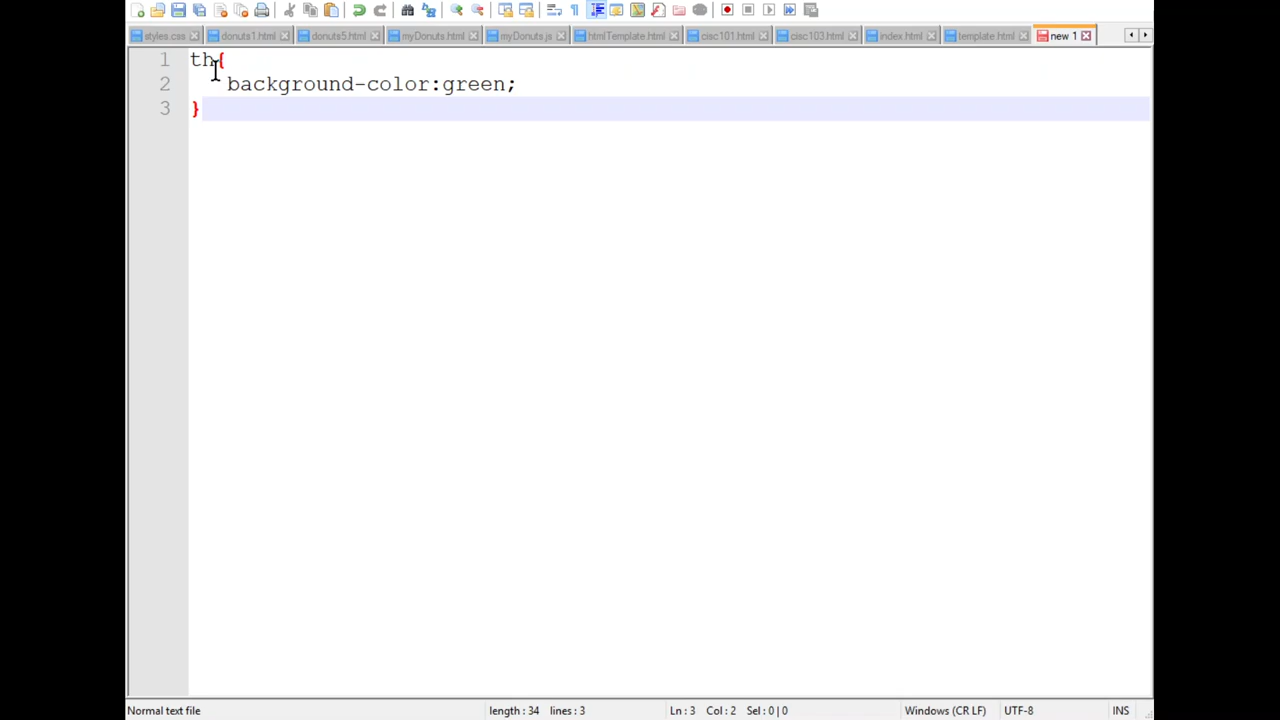 styles.css donuts1.html donuts5.html myDonuts.html myDonuts.js htmlTemplate.html cisc101.html cisc103.html index.html template.html new 1
1 th{
2 background-color:green;
3 }
Normal text file length : 34 lines : 3 Ln : 3 Col : 2 Sel : 0 | 0 Windows (CR LF) UTF-8 INS